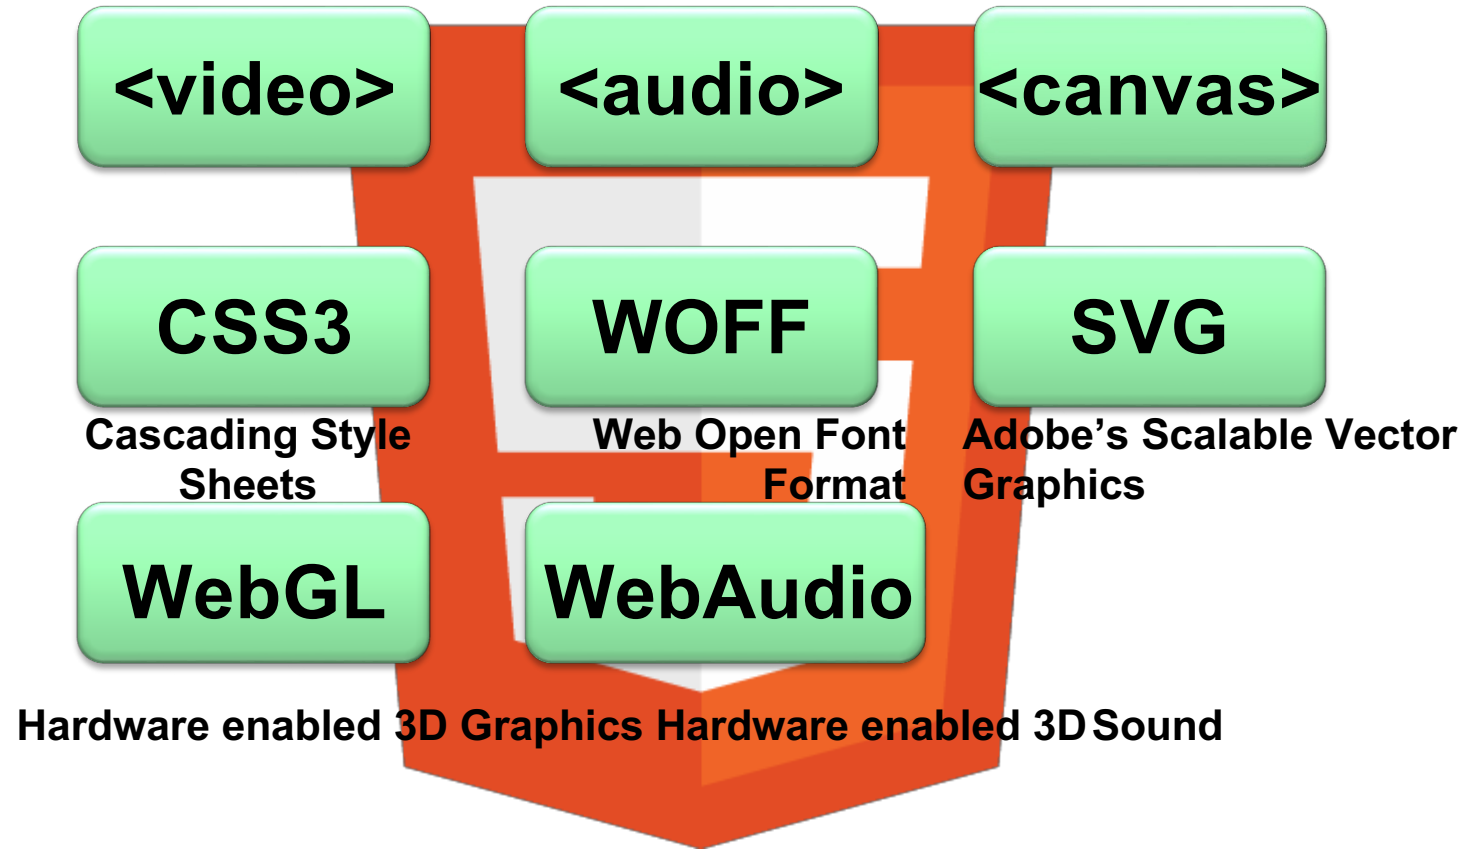 <video>
<audio>
<canvas>
CSS3
WOFF
SVG
Cascading Style
Sheets
Web Open Font
Format
Adobe’s Scalable Vector
Graphics
WebGL
WebAudio
Hardware enabled 3D Graphics
Hardware enabled 3D Sound